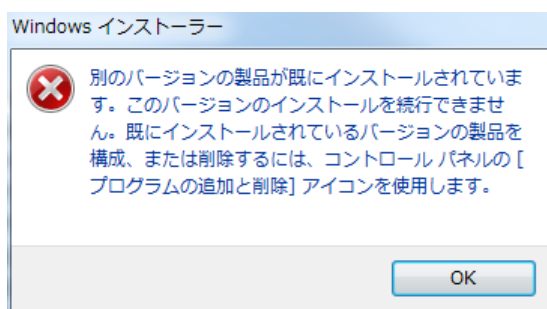 Windows インストーラー
別のバージョンの製品が既にインストールされていま
す。このバージョンのインストールを続行できませ
ん。既にインストールされているバージョンの製品を
構成、または削除するには、コントロール パネルの [
プログラムの追加と削除] アイコンを使用します。
OK